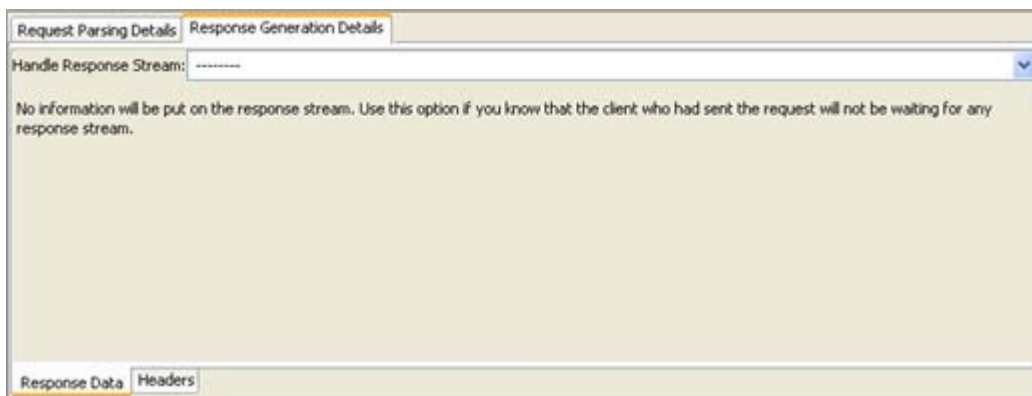 Request Parsing Details Response Generation Details
Handle Response Stream: --------
No information will be put on the response stream. Use this option if you know that the client who had sent the request will not be waiting for any
response stream.
Response Data Headers